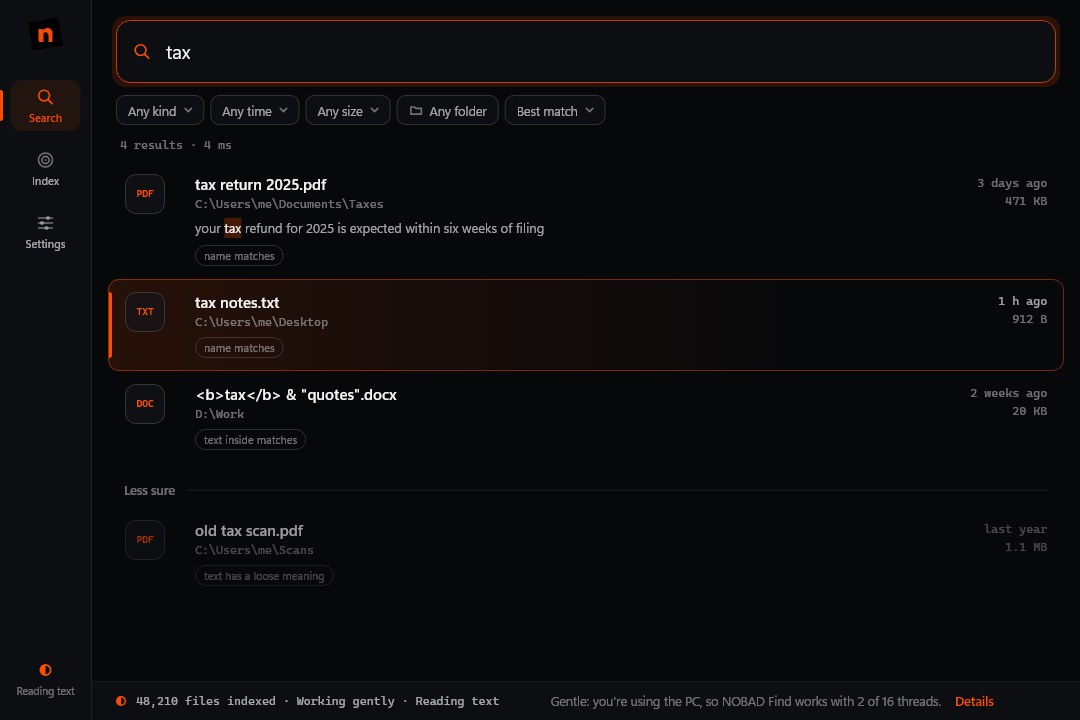 n
tax
Search
Any kind Any time Any size Any folder Best match
4 results · 4 ms
PDF
tax return 2025.pdf
3 days ago
C:\Users\me\Documents\Taxes
471 KB
your tax refund for 2025 is expected within six weeks of filing
name matches
Index
Settings
TXT
tax notes.txt
1 h ago
C:\Users\me\Desktop
912 B
name matches
DOC
<b>tax</b> & "quotes".docx
2 weeks ago
D:\Work
20 KB
text inside matches
Less sure
PDF
old tax scan.pdf
last year
C:\Users\me\Scans
1.1 MB
text has a loose meaning
Reading text
48,210 files indexed · Working gently · Reading text
Gentle: you're using the PC, so NOBAD Find works with 2 of 16 threads. Details